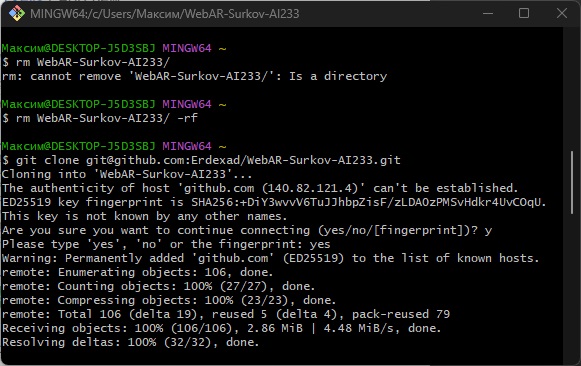 MINGW64:/c/Users/Максим/WebAR-Surkov-AI233
Максим@DESKTOP-J5D3SBJ MINGW64 ~
$ rm WebAR-Surkov-AI233/
rm: cannot remove 'WebAR-Surkov-AI233/': Is a directory
Максим@DESKTOP-J5D3SBJ MINGW64 ~
$ rm WebAR-Surkov-AI233/ -rf
Максим@DESKTOP-J5D3SBJ MINGW64 ~
$ git clone git@github.com:Erdexad/WebAR-Surkov-AI233.git
Cloning into 'WebAR-Surkov-AI233'...
The authenticity of host 'github.com (140.82.121.4)' can't be established.
ED25519 key fingerprint is SHA256:+DiY3wvvV6TuJJhbpZisF/zLDA0zPMSvHdkr4UvCOqU.
This key is not known by any other names.
Are you sure you want to continue connecting (yes/no/[fingerprint])? y
Please type 'yes', 'no' or the fingerprint: yes
Warning: Permanently added 'github.com' (ED25519) to the list of known hosts.
remote: Enumerating objects: 106, done.
remote: Counting objects: 100% (27/27), done.
remote: Compressing objects: 100% (23/23), done.
remote: Total 106 (delta 19), reused 5 (delta 4), pack-reused 79
Receiving objects: 100% (106/106), 2.86 MiB | 4.48 MiB/s, done.
Resolving deltas: 100% (32/32), done.